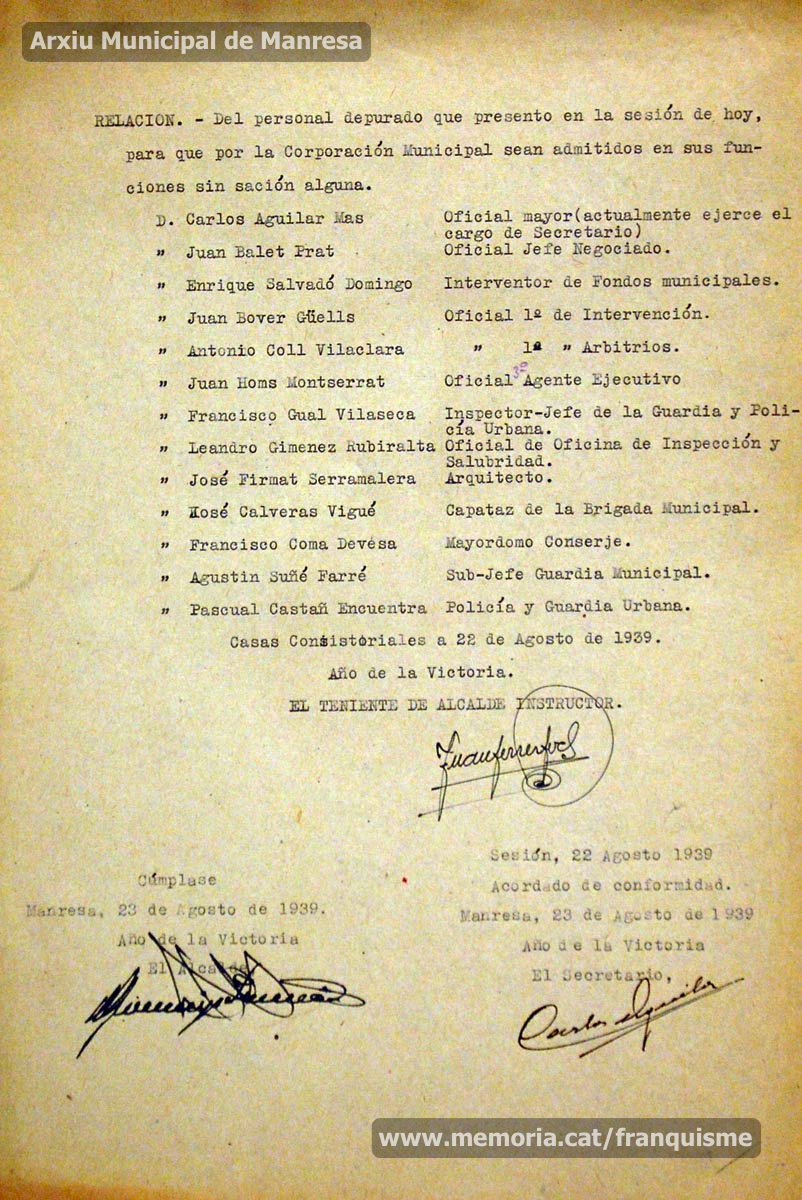 Arxiu Municipal de Manresa
RELACION. - Del personal depurado que presento en la sesión de hoy,
para que por la Corporación Municipal sean admitidos en sus fun-
ciones sin sación alguna.
D. Carlos Aguilar Mas Oficial mayor(actualmente ejerce el
cargo de Secretario)
" Juan Balet Prat Oficial Jefe Negociado.
" Enrique Salvadó Domingo Interventor de Fondos municipales.
" Juan Bover Güells Oficial 1º de Intervención.
" Antonio Coll Vilaclara " 1º " Arbitrios.
" Juan Homs Montserrat Oficial 3º Agente Ejecutivo
" Francisco Gual Vilaseca Inspector-Jefe de la Guardia y Poli-
cía Urbana.
" Leandro Gimenez Rubiralta Oficial de Oficina de Inspección y
Salubridad.
" José Firmat Serramalera Arquitecto.
" José Calveras Vigué Capataz de la Brigada Municipal.
" Francisco Coma Devesa Mayordomo Conserje.
" Agustin Suñé Farré Sub-Jefe Guardia Municipal.
" Pascual Castañ Encuentra Policía y Guardia Urbana.
Casas Consistoriales a 22 de Agosto de 1939.
Año de la Victoria.
EL TENIENTE DE ALCALDE INSTRUCTOR.
Sesión, 22 Agosto 1939
Cúmplase
Acordado de conformidad.
Manresa, 23 de Agosto de 1939.
Manresa, 23 de Agosto de 1939
Año de la Victoria
Año de la Victoria
El Alcalde
El Secretario,
Carlos Aguilar
www.memoria.cat/franquisme